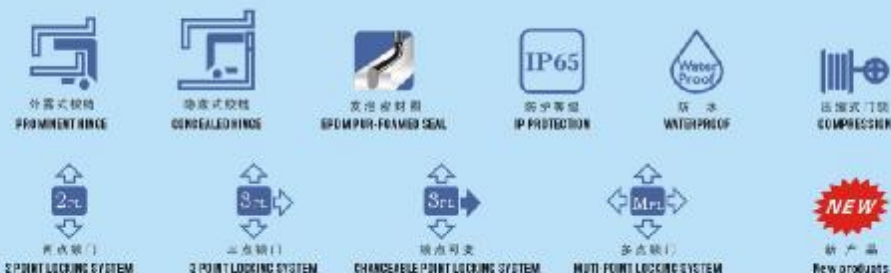 外露式铰链
PROMINENT HINGE
隐藏式铰链
CONCEALED HINGE
发泡密封圈
EPDM PUR-FOAMED SEAL
IP65
防护等级
IP PROTECTION
Water
Proof
防 水
WATERPROOF
压缩式门锁
COMPRESSION
2PL
两点锁门
2 POINT LOCKING SYSTEM
3PL
三点锁门
3 POINT LOCKING SYSTEM
3PL
锁点可变
CHANGEABLE POINT LOCKING SYSTEM
MPL
多点锁门
MUTI-POINT LOCKING SYSTEM
NEW
新 产 品
New products